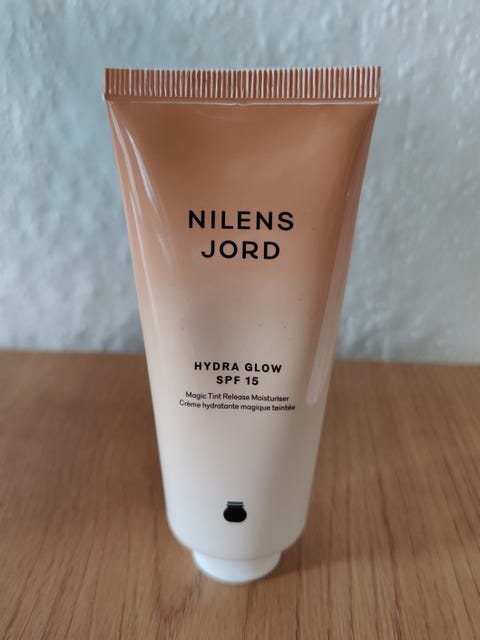 NILENS
JORD
HYDRA GLOW
SPF 15
Magic Tint Release Moisturiser
Crème hydratante magique teintée